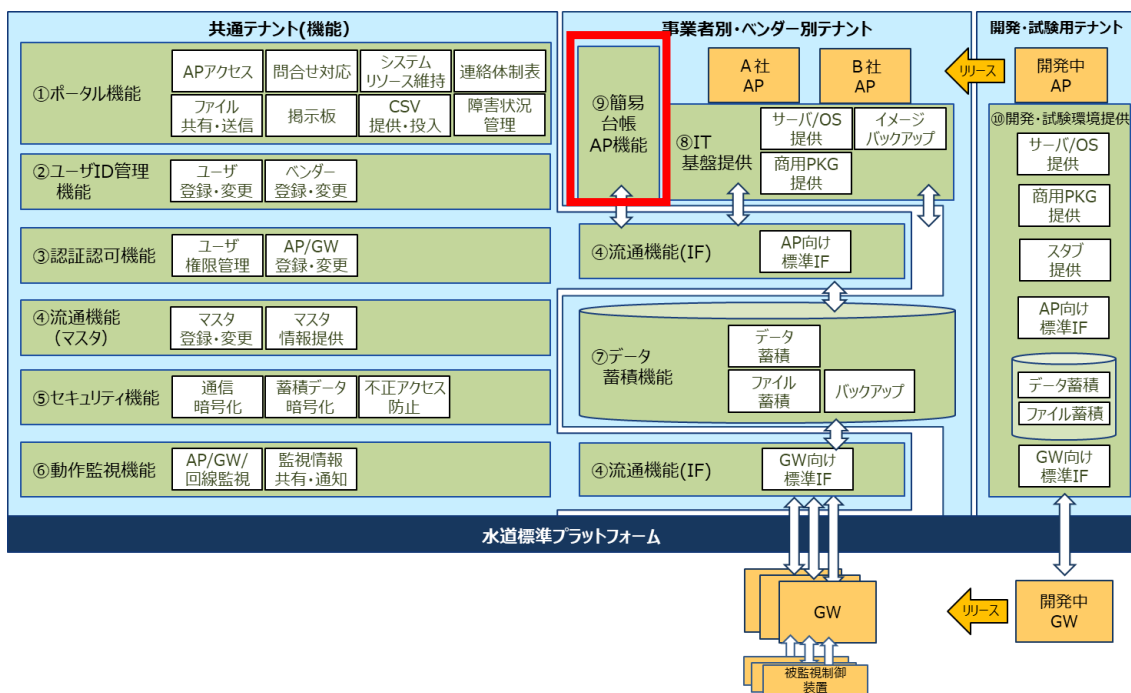 共通テナント(機能)
①ポータル機能
APアクセス
問合せ対応
システム
リソース維持
連絡体制表
ファイル
共有・送信
掲示板
CSV
提供・投入
障害状況
管理
②ユーザID管理
機能
ユーザ
登録・変更
ベンダー
登録・変更
③認証認可機能
ユーザ
権限管理
AP/GW
登録・変更
④流通機能
(マスタ)
マスタ
登録・変更
マスタ
情報提供
⑤セキュリティ機能
通信
暗号化
蓄積データ
暗号化
不正アクセス
防止
⑥動作監視機能
AP/GW/
回線監視
監視情報
共有・通知
事業者別・ベンダー別テナント
⑨簡易
台帳
AP機能
A社
AP
B社
AP
⑧IT
基盤提供
サーバ/OS
提供
イメージ
バックアップ
商用PKG
提供
④流通機能(IF)
AP向け
標準IF
⑦データ
蓄積機能
データ
蓄積
ファイル
蓄積
バックアップ
④流通機能(IF)
GW向け
標準IF
開発・試験用テナント
リリース
開発中
AP
⑩開発・試験環境提供
サーバ/OS
提供
商用PKG
提供
スタブ
提供
AP向け
標準IF
データ蓄積
ファイル蓄積
GW向け
標準IF
水道標準プラットフォーム
GW
リリース
開発中
GW
被監視制御
装置